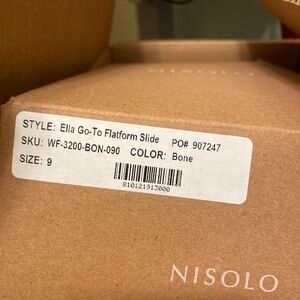 STYLE: Ella Go-To Flatform Slide PO# 907247
SKU: WF-3200-BON-090 COLOR: Bone
SIZE: 9
810121913000
NISOLO